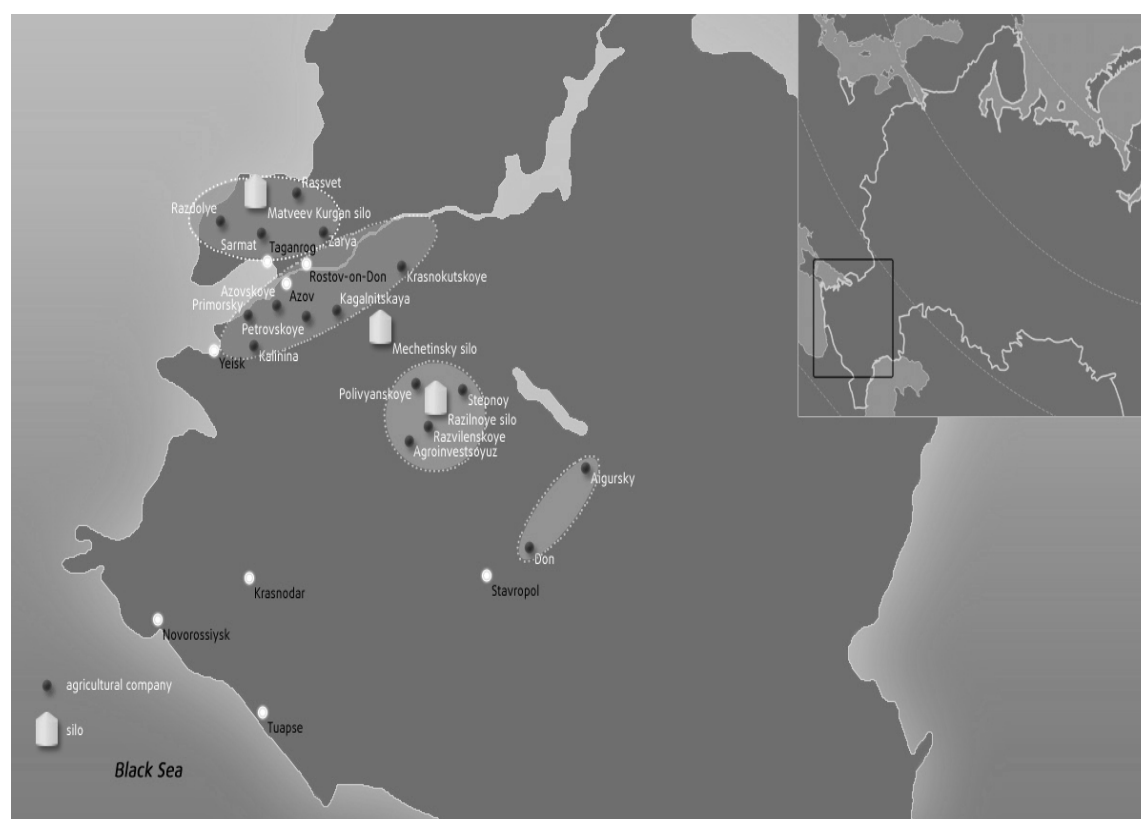 Rassvet
Matveev Kurgan silo
Razdolye
Sarmat
Zarya
Taganrog
Rostov-on-Don
Krasnokutskoye
Azovskoye
Azov
Kagalnitskaya
Primorsky
Petrovskoye
Mechetinsky silo
Yeisk
Kalinina
Polivyanskoye
Stepnoy
Razilnoye silo
Razvilenskoye
Agroinvestsoyuz
Aigursky
Don
Krasnodar
Stavropol
Novorossiysk
agricultural company
silo
Tuapse
Black Sea